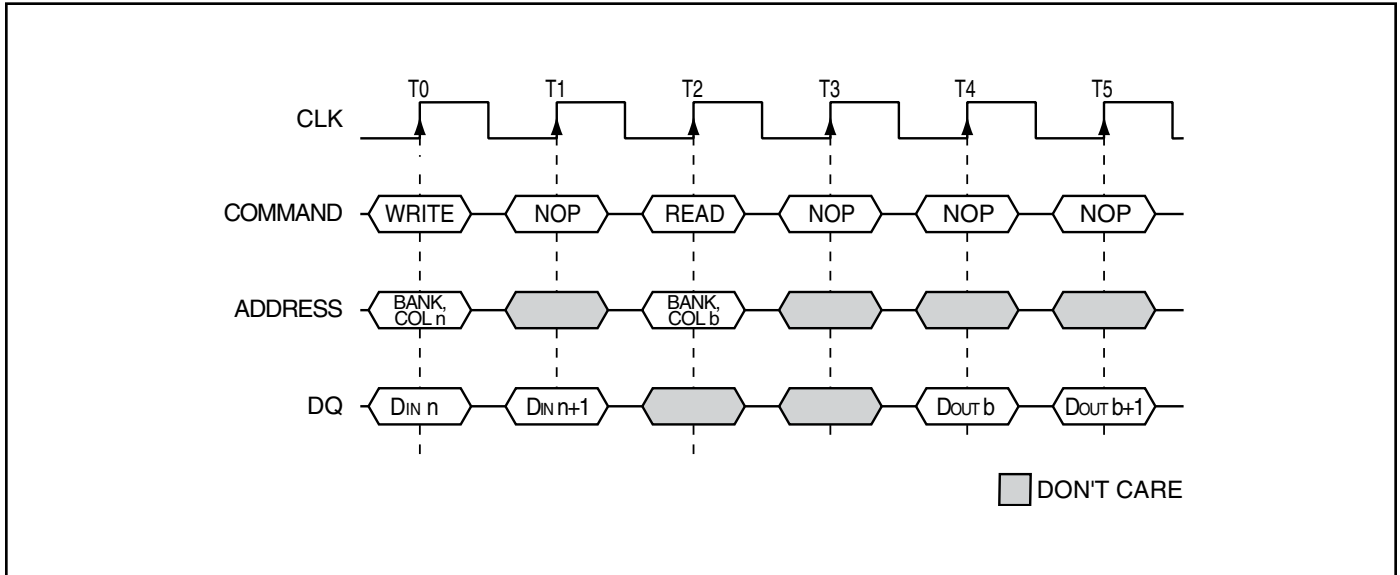 T0 T1 T2 T3 T4 T5
CLK
COMMAND WRITE NOP READ NOP NOP NOP
ADDRESS BANK, COL n BANK, COL b
DQ DIN n DIN n+1 DOUT b DOUT b+1
DON'T CARE